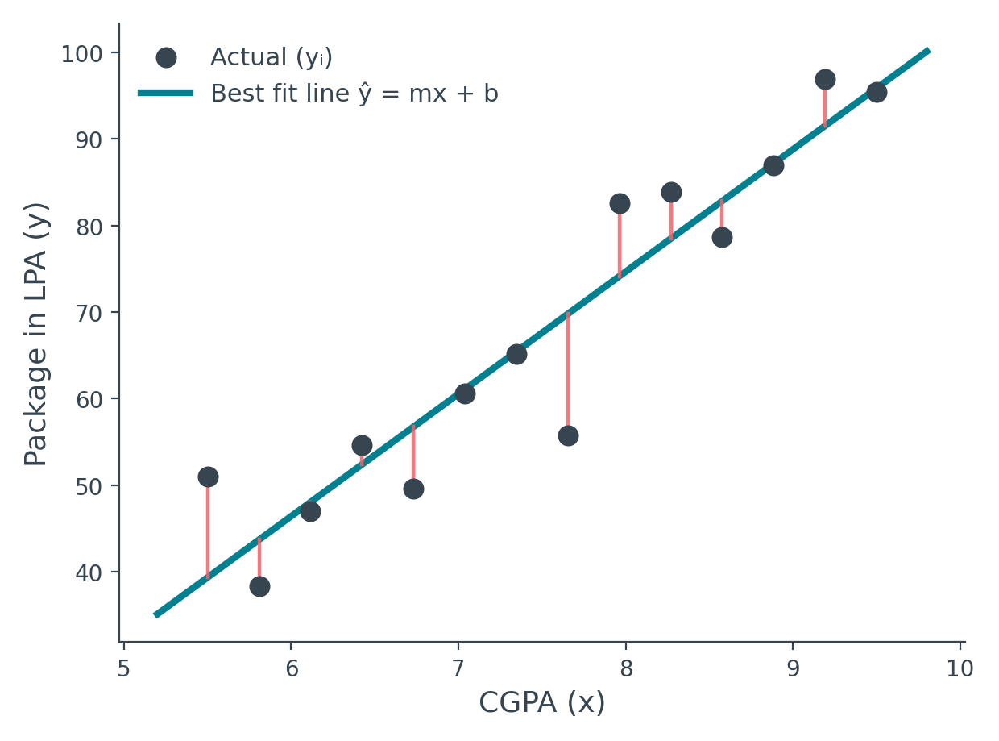 100
90
80
70
60
50
40
Package in LPA (y)
Actual (yᵢ)
Best fit line ŷ = mx + b
5 6 7 8 9 10
CGPA (x)